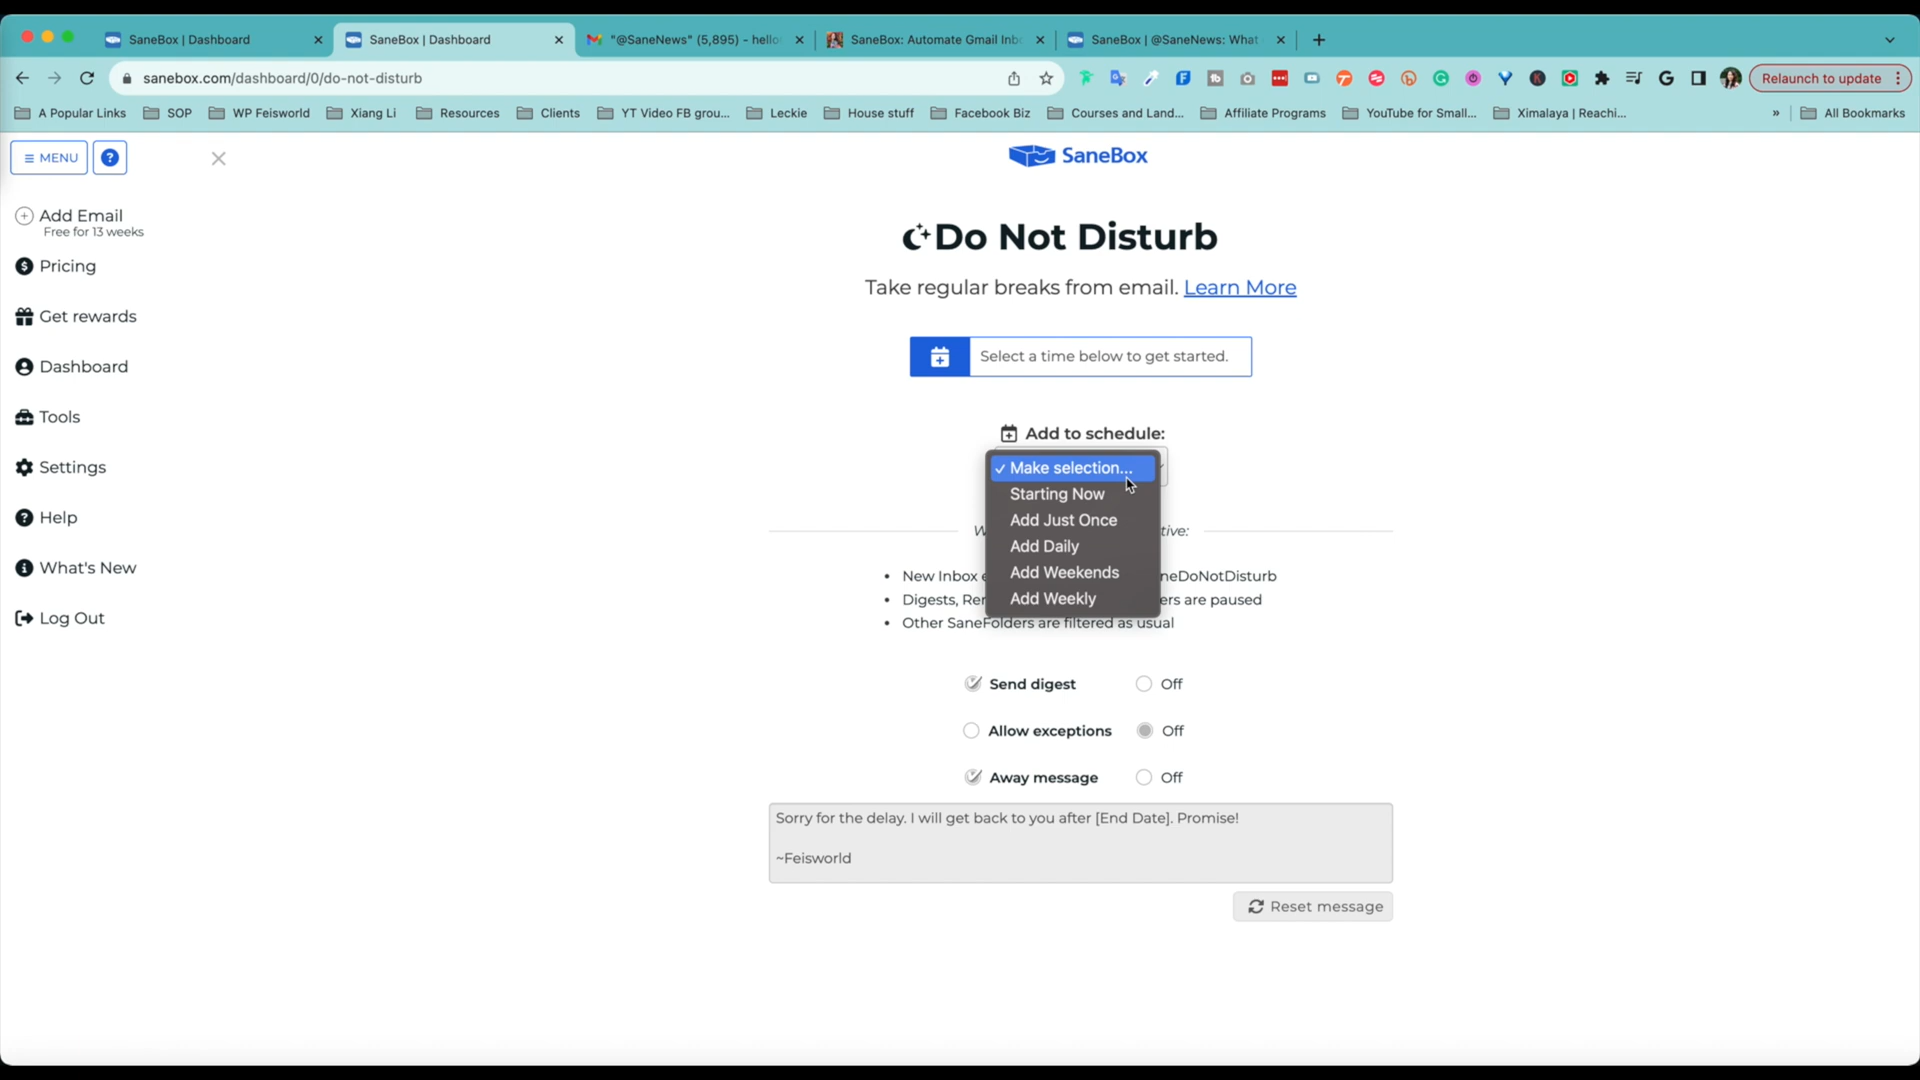 SaneBox | Dashboard
SaneBox | Dashboard
"@SaneNews" (5,895) - hello
SaneBox: Automate Gmail Inb
SaneBox | @SaneNews: What
sanebox.com/dashboard/0/do-not-disturb
Relaunch to update
A Popular Links
SOP
WP Feisworld
Xiang Li
Resources
Clients
YT Video FB grou...
Leckie
House stuff
Facebook Biz
Courses and Land...
Affiliate Programs
YouTube for Small...
Ximalaya | Reachi...
»
All Bookmarks
MENU
?
SaneBox
Add Email
Free for 13 weeks
Pricing
Get rewards
Dashboard
Tools
Settings
Help
What's New
Log Out
Do Not Disturb
Take regular breaks from email. Learn More
Select a time below to get started.
Add to schedule:
✓ Make selection...
Starting Now
Add Just Once
Add Daily
Add Weekends
Add Weekly
tive:
New Inbox e
neDoNotDisturb
Digests, Rer
ers are paused
Other SaneFolders are filtered as usual
Send digest
Off
Allow exceptions
Off
Away message
Off
Sorry for the delay. I will get back to you after [End Date]. Promise!
~Feisworld
Reset message